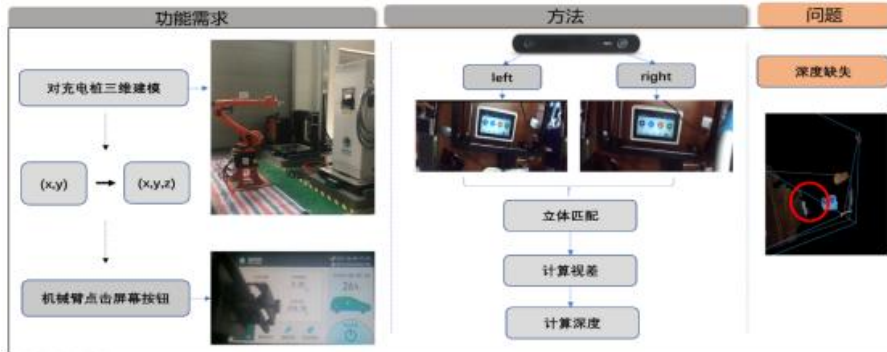 功能需求
方法
问题
对充电桩三维建模
(x,y)
(x,y,z)
机械臂点击屏幕按钮
left
right
立体匹配
计算视差
计算深度
深度缺失
264